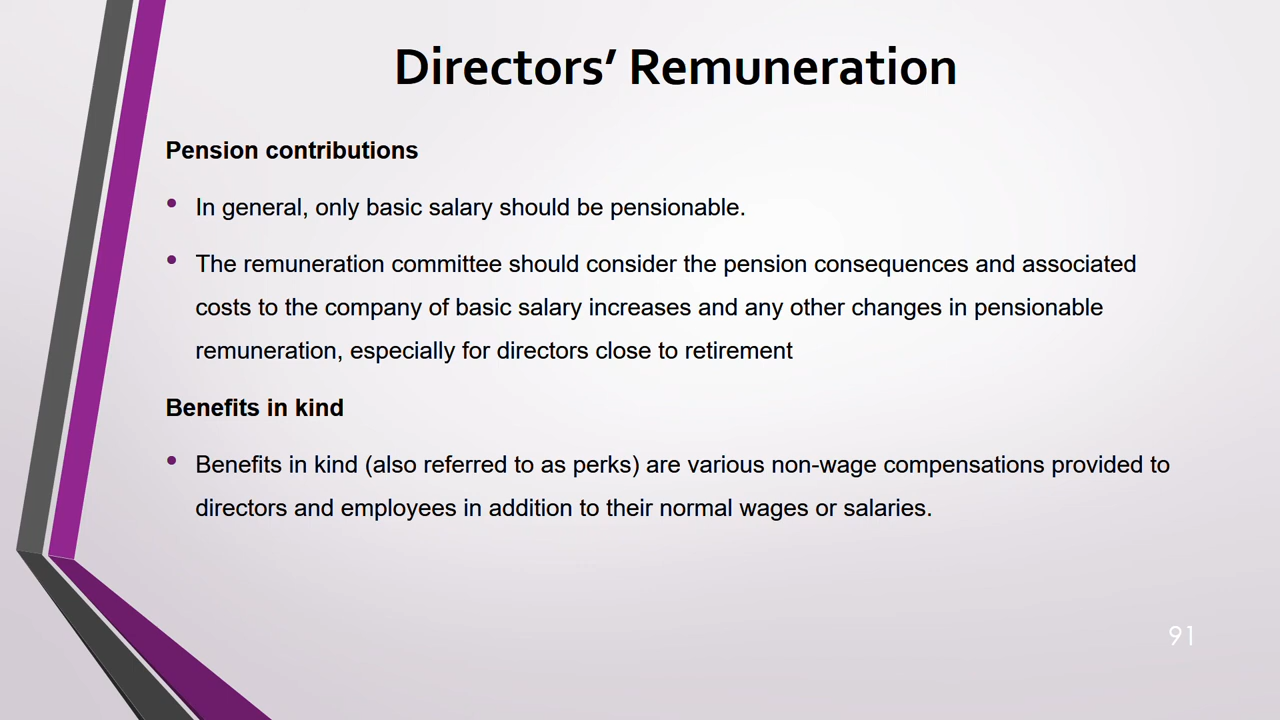 Directors’ Remuneration
Pension contributions
• In general, only basic salary should be pensionable.
• The remuneration committee should consider the pension consequences and associated
costs to the company of basic salary increases and any other changes in pensionable
remuneration, especially for directors close to retirement
Benefits in kind
• Benefits in kind (also referred to as perks) are various non-wage compensations provided to
directors and employees in addition to their normal wages or salaries.
91